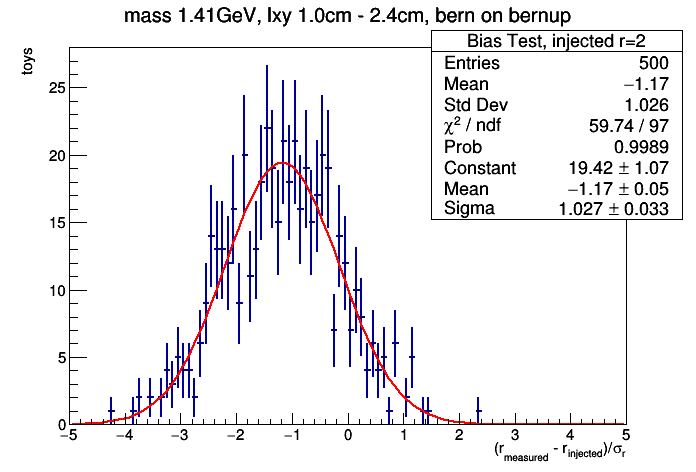 mass 1.41GeV, lxy 1.0cm - 2.4cm, bern on bernup
Bias Test, injected r=2
Entries 500
Mean −1.17
Std Dev 1.026
χ² / ndf 59.74 / 97
Prob 0.9989
Constant 19.42 ± 1.07
Mean −1.17 ± 0.05
Sigma 1.027 ± 0.033
toys
25
20
15
10
5
0
−5 −4 −3 −2 −1 0 1 2 3 4 5
(r_measured - r_injected)/σ_r